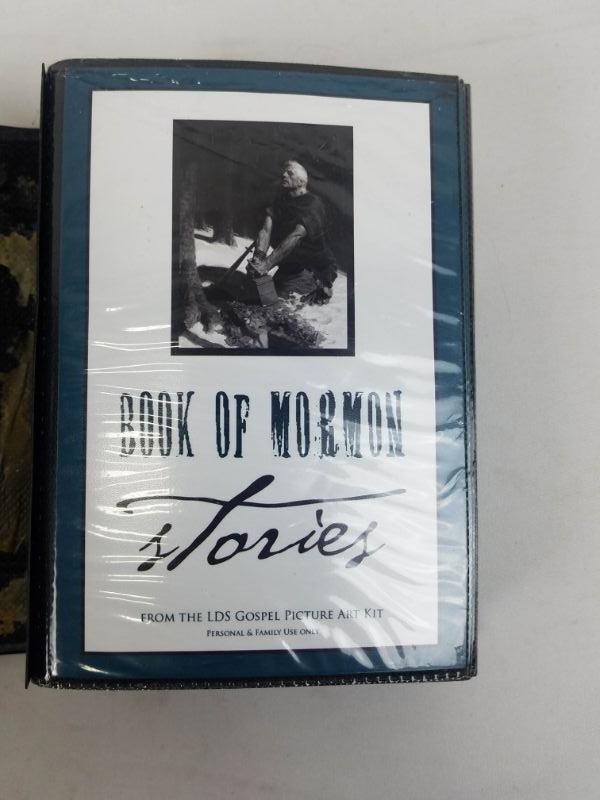 BOOK OF MORMON
stories
FROM THE LDS GOSPEL PICTURE ART KIT
PERSONAL & FAMILY USE ONLY